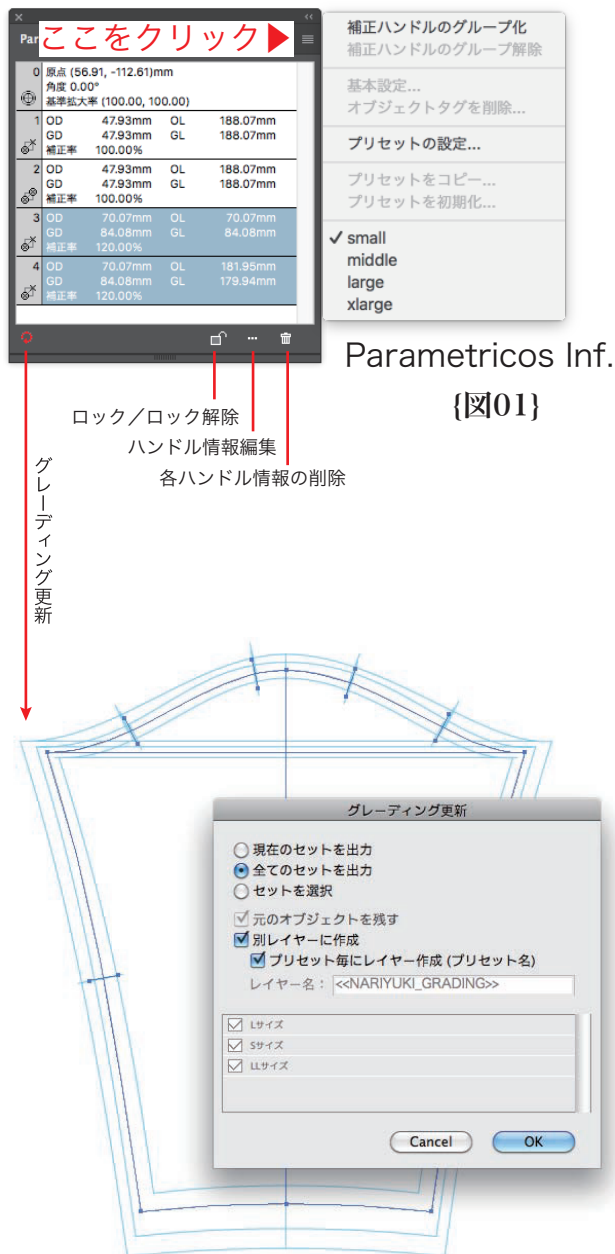 Par
ここをクリック▶
0 原点 (56.91, -112.61)mm
角度 0.00°
基準拡大率 (100.00, 100.00)
1 OD 47.93mm OL 188.07mm
GD 47.93mm GL 188.07mm
補正率 100.00%
2 OD 47.93mm OL 188.07mm
GD 47.93mm GL 188.07mm
補正率 100.00%
3 OD 70.07mm OL 70.07mm
GD 84.08mm GL 84.08mm
補正率 120.00%
4 OD 70.07mm OL 181.95mm
GD 84.08mm GL 179.94mm
補正率 120.00%
補正ハンドルのグループ化
補正ハンドルのグループ解除
基本設定...
オブジェクトタグを削除...
プリセットの設定...
プリセットをコピー...
プリセットを初期化...
✓ small
middle
large
xlarge
Parametricos Inf.
{図01}
ロック／ロック解除
ハンドル情報編集
各ハンドル情報の削除
グレーディング更新
グレーディング更新
現在のセットを出力
全てのセットを出力
セットを選択
元のオブジェクトを残す
別レイヤーに作成
プリセット毎にレイヤー作成 (プリセット名)
レイヤー名： <<NARIYUKI_GRADING>>
Lサイズ
Sサイズ
LLサイズ
Cancel OK